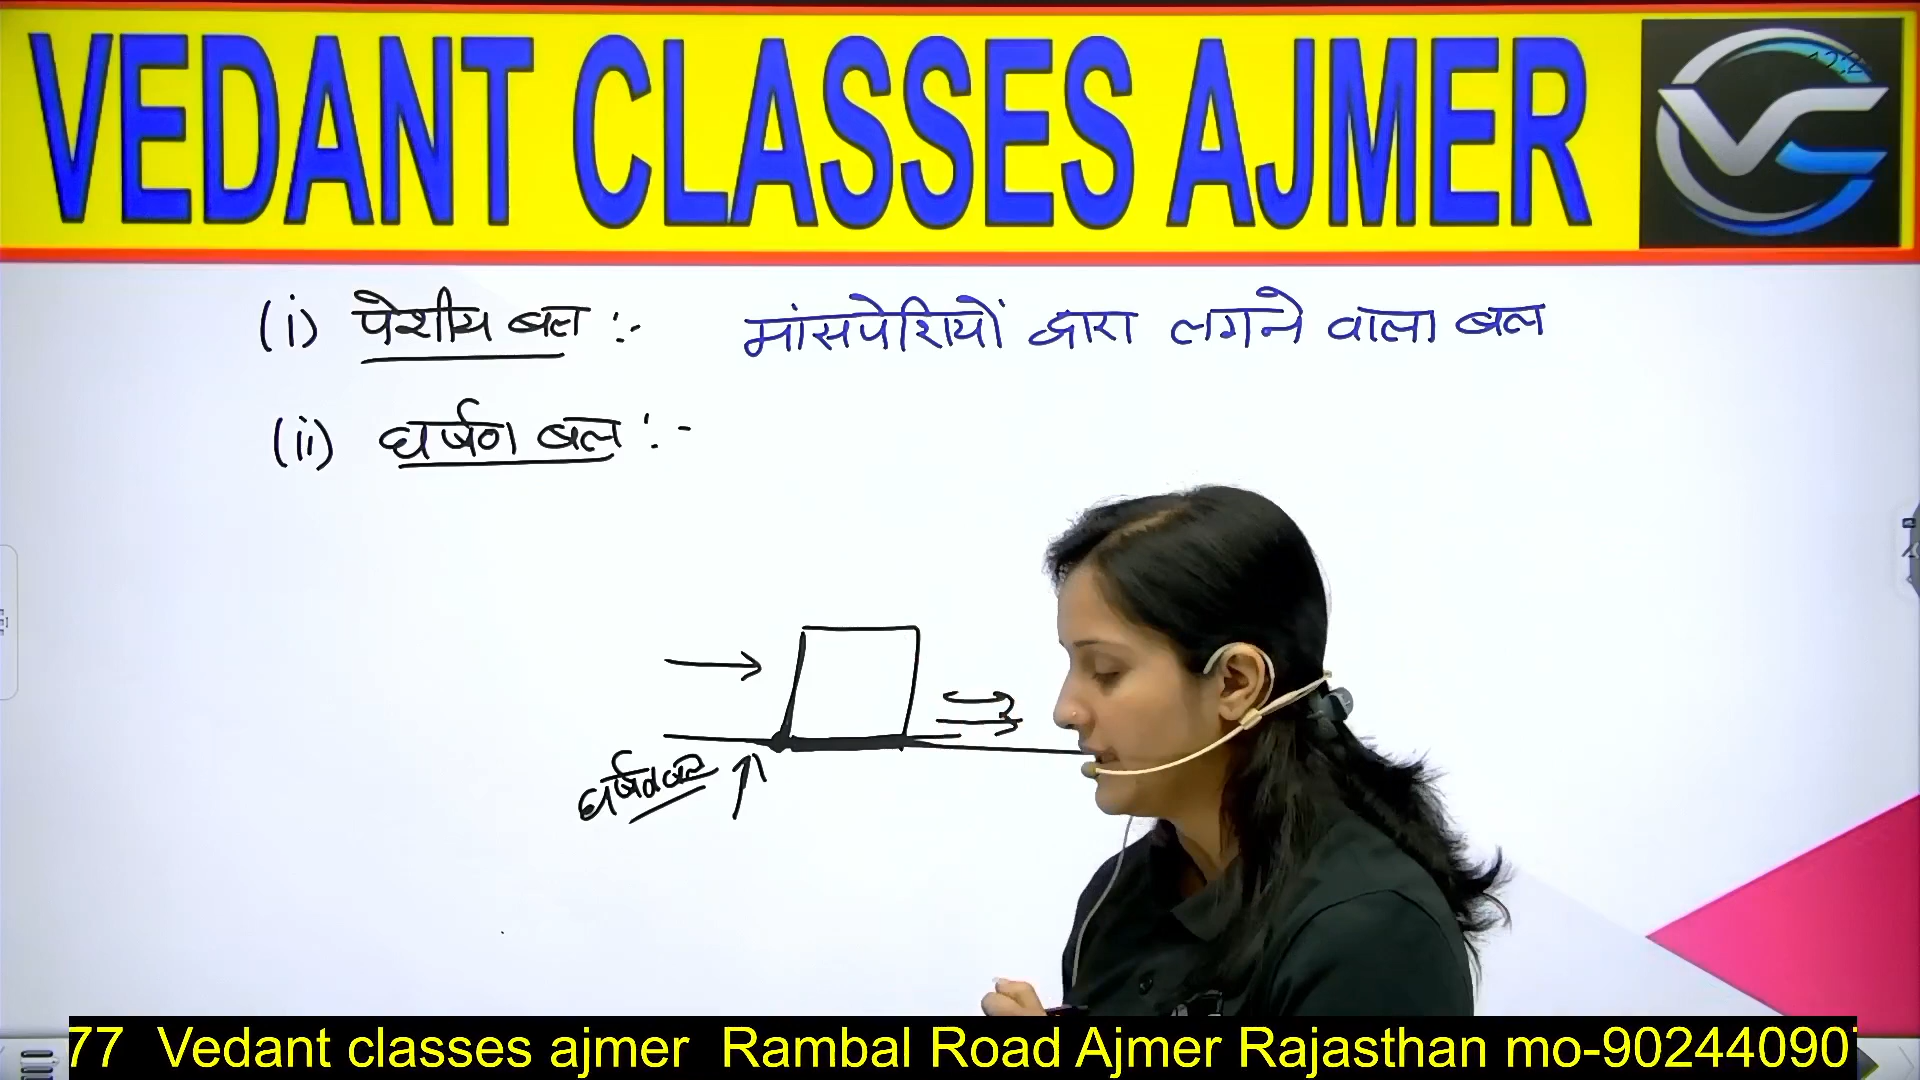 VEDANT CLASSES AJMER
VC
(i) पेशीय बल :- मांसपेशियों द्वारा लगने वाला बल
(ii) घर्षण बल :-
घर्षण बल
77 Vedant classes ajmer Rambal Road Ajmer Rajasthan mo-90244090